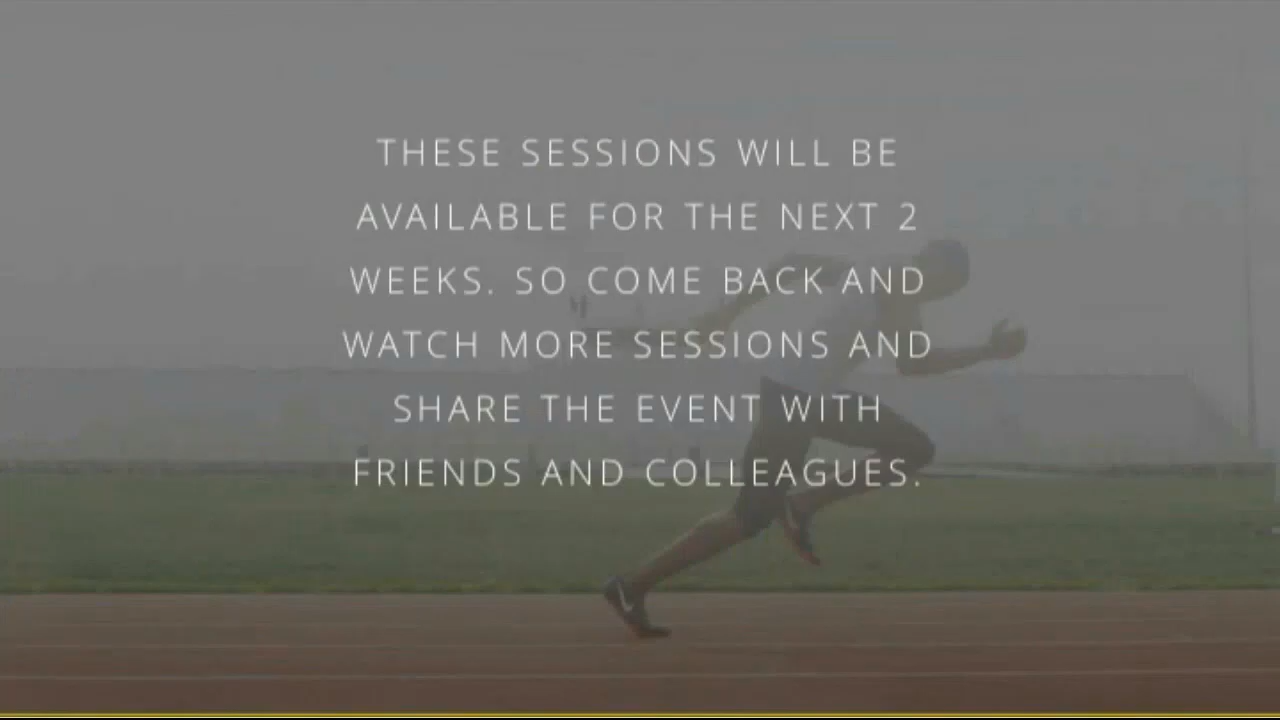 THESE SESSIONS WILL BE
AVAILABLE FOR THE NEXT 2
WEEKS. SO COME BACK AND
WATCH MORE SESSIONS AND
SHARE THE EVENT WITH
FRIENDS AND COLLEAGUES.